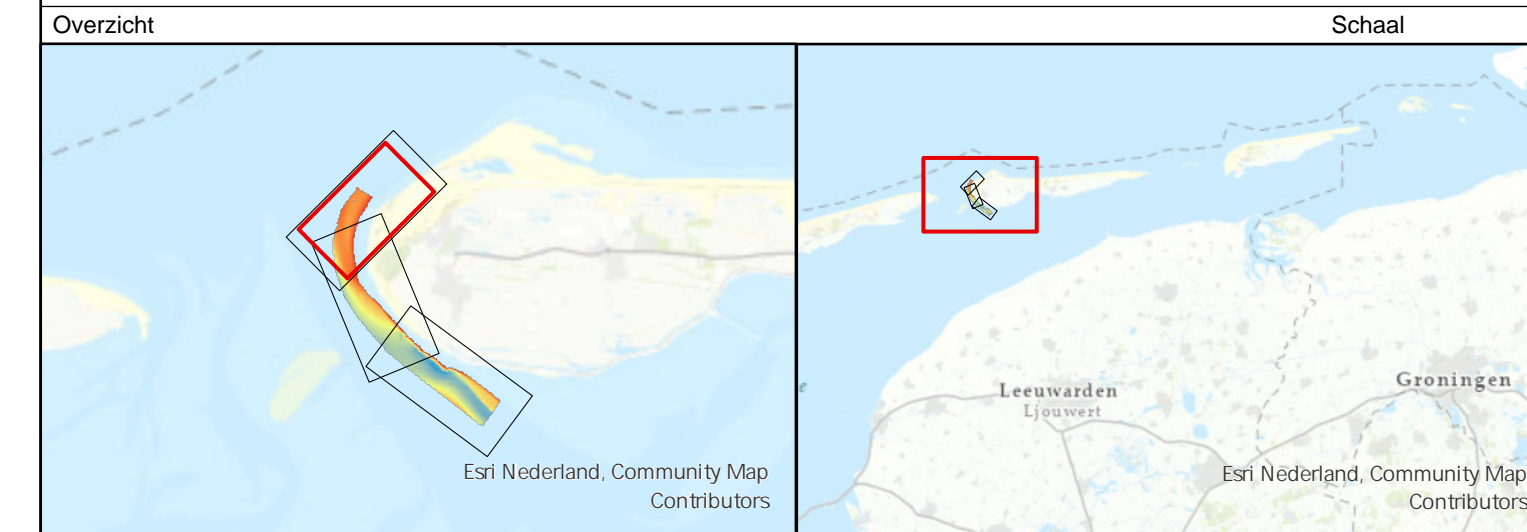 Overzicht
Schaal
Esri Nederland, Community Map
Contributors
Leeuwarden
Ljouwert
Groningen
Esri Nederland, Community Map
Contributors